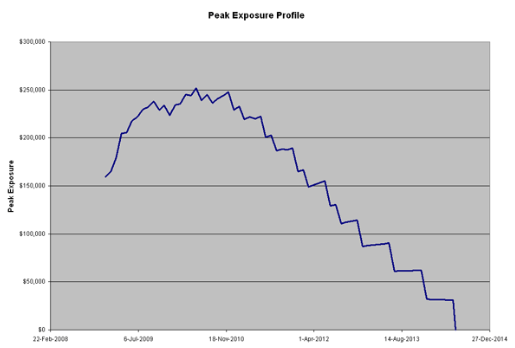 Peak Exposure Profile
$300,000
$250,000
$200,000
$150,000
$100,000
$50,000
$0
Peak Exposure
22-Feb-2008 6-Jul-2009 18-Nov-2010 1-Apr-2012 14-Aug-2013 27-Dec-2014